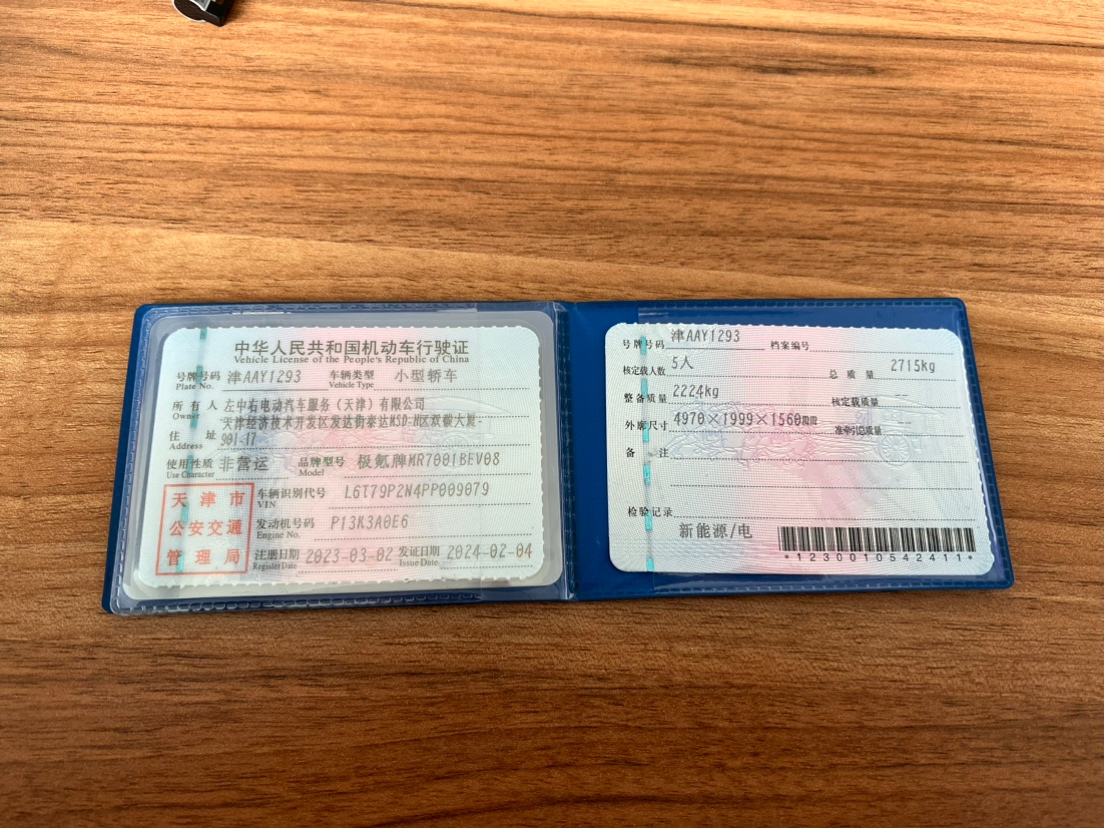 中华人民共和国机动车行驶证
Vehicle License of the People's Republic of China
号牌号码 津AAY1293 车辆类型 小型轿车
Plate No. Vehicle Type
所有人 左中右电动汽车服务（天津）有限公司
Owner
天津经济技术开发区发达街泰达MSD-H区双银大厦-
住址 901-17
Address
使用性质 非营运 品牌型号 极氪牌MR7001BEV08
Use Character Model
天津市
公安交通
管理局
车辆识别代号 L6T79P2N4PP009079
VIN
发动机号码 P13K3A0E6
Engine No.
注册日期 2023-03-02 发证日期 2024-02-04
Register Date Issue Date
号牌号码 津AAY1293 档案编号
核定载人数 5人 总质量 2715kg
整备质量 2224kg 核定载质量 --
外廓尺寸 4970×1999×1560毫米 准牵引总质量 --
备注
检验记录
新能源/电
*1230010542411*